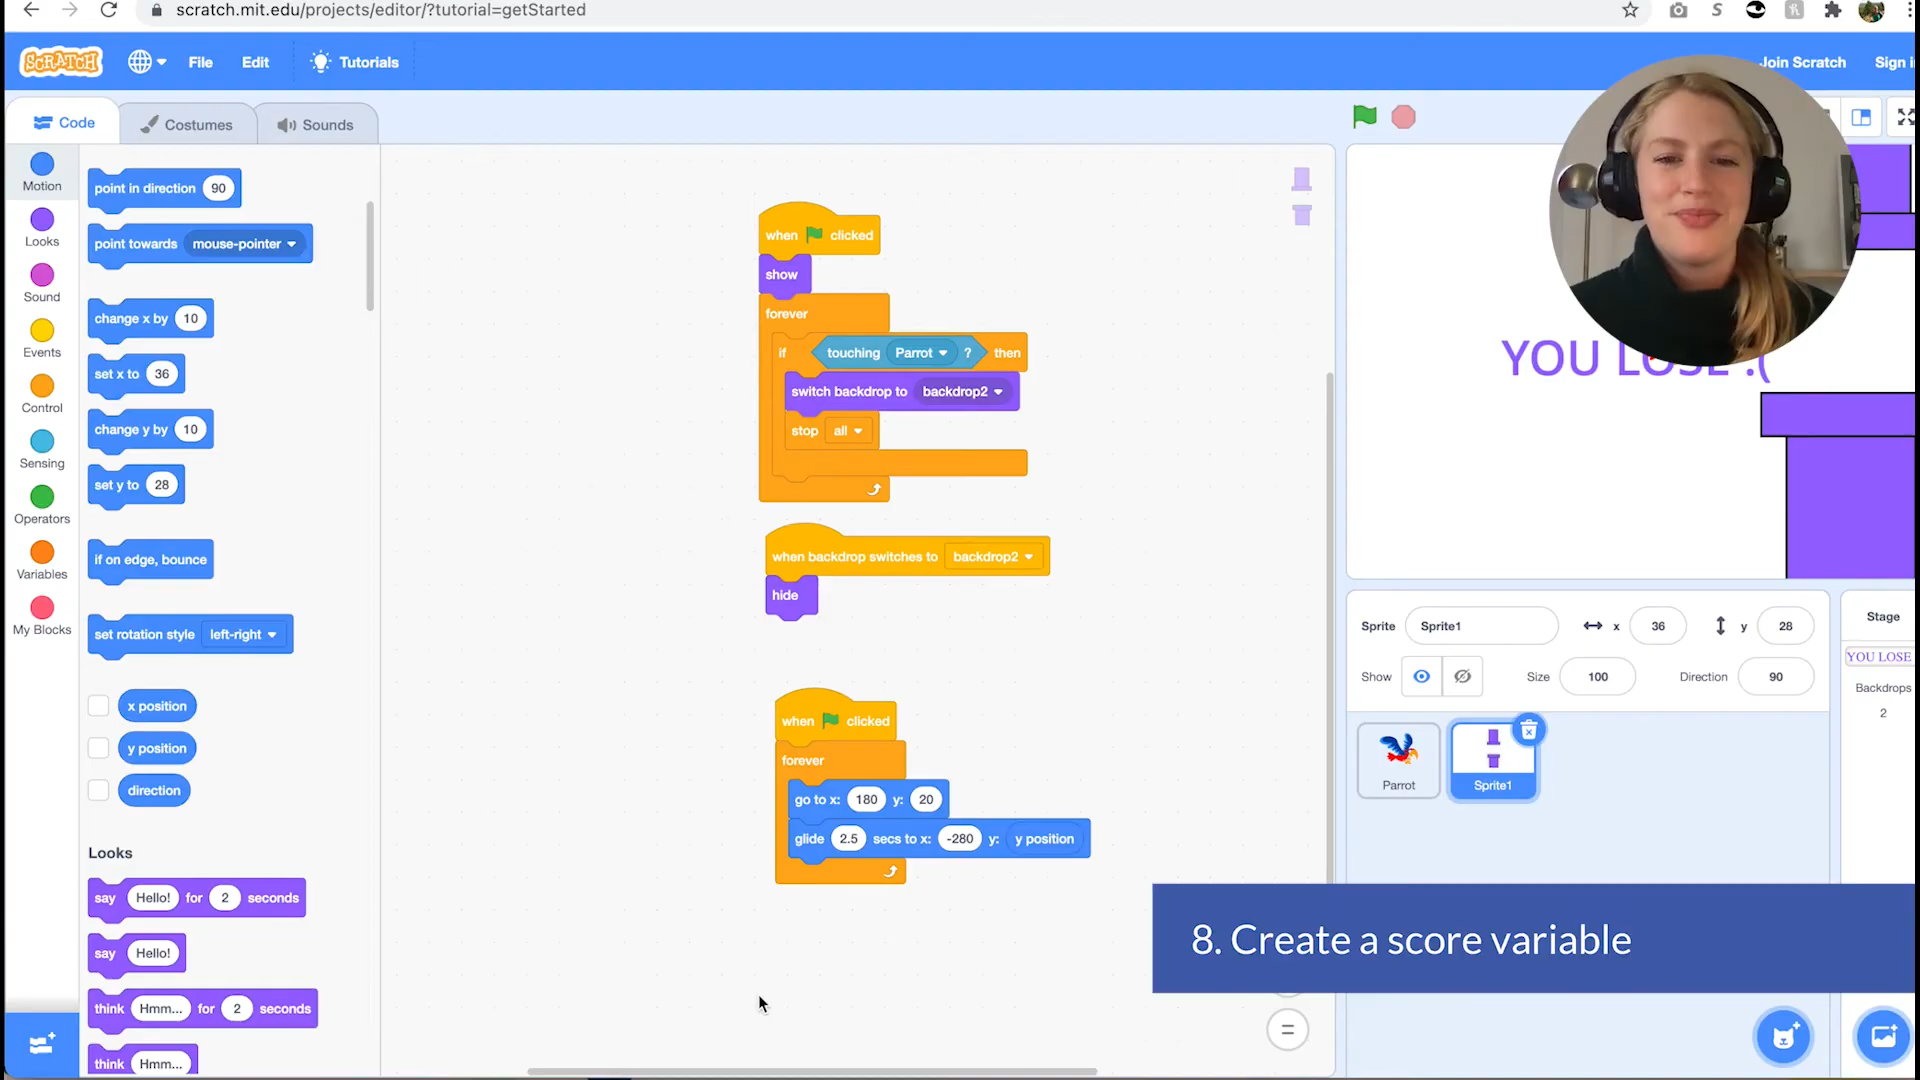 scratch.mit.edu/projects/editor/?tutorial=getStarted
SCRATCH
File
Edit
Tutorials
Join Scratch
Sign i
Code
Costumes
Sounds
Motion
Looks
Sound
Events
Control
Sensing
Operators
Variables
My Blocks
point in direction 90
point towards mouse-pointer
change x by 10
set x to 36
change y by 10
set y to 28
if on edge, bounce
set rotation style left-right
x position
y position
direction
Looks
say Hello! for 2 seconds
say Hello!
think Hmm... for 2 seconds
think Hmm...
when clicked
show
forever
if touching Parrot ? then
switch backdrop to backdrop2
stop all
when backdrop switches to backdrop2
hide
when clicked
forever
go to x: 180 y: 20
glide 2.5 secs to x: -280 y: y position
YOU LOSE :(
Sprite Sprite1 x 36 y 28
Show Size 100 Direction 90
Parrot
Sprite1
Stage
YOU LOSE
Backdrops
2
8. Create a score variable